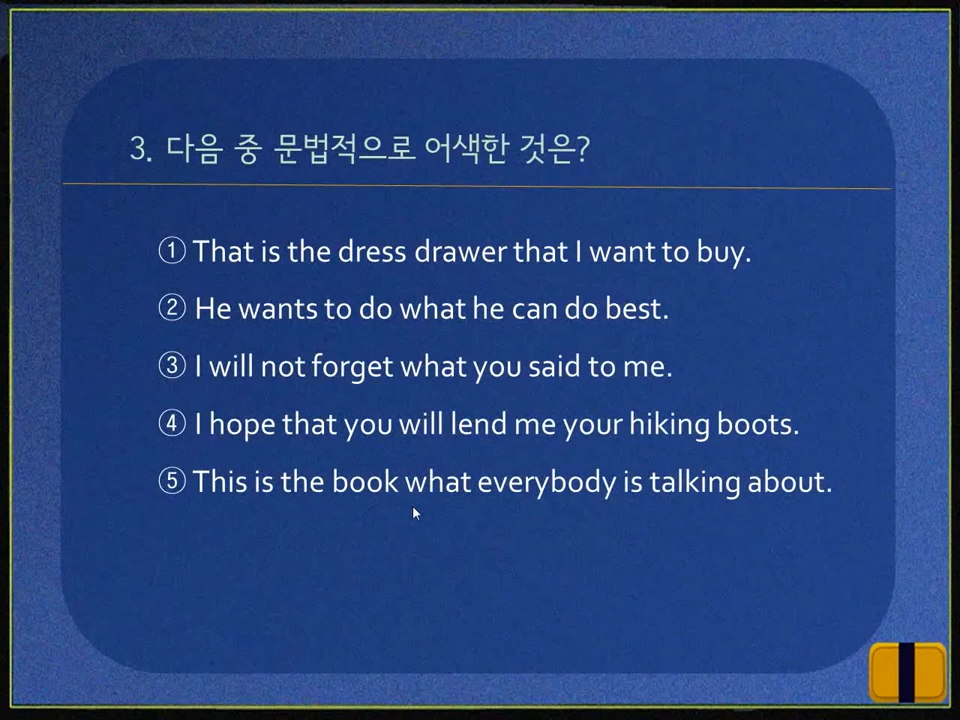 3. 다음 중 문법적으로 어색한 것은?
① That is the dress drawer that I want to buy.
② He wants to do what he can do best.
③ I will not forget what you said to me.
④ I hope that you will lend me your hiking boots.
⑤ This is the book what everybody is talking about.